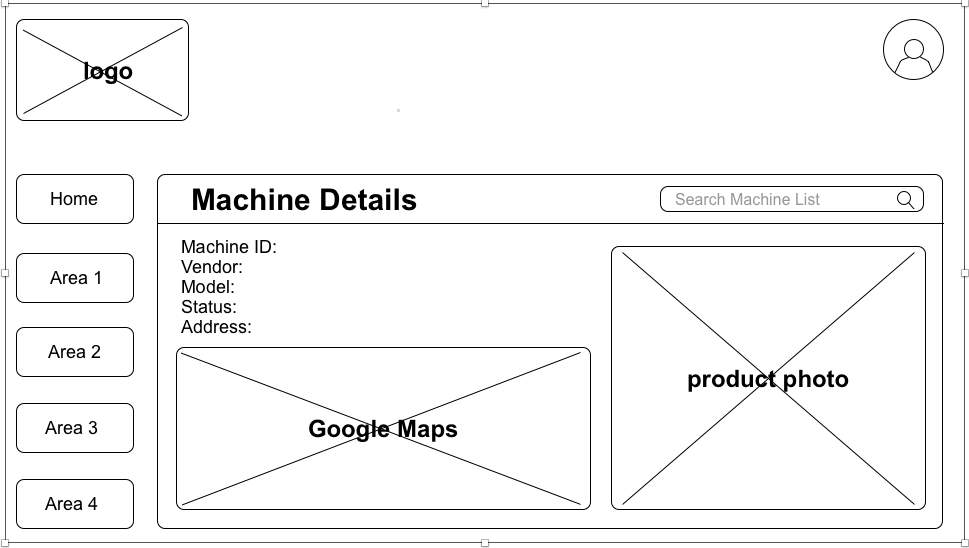 logo
Home
Area 1
Area 2
Area 3
Area 4
Machine Details
Search Machine List
Machine ID:
Vendor:
Model:
Status:
Address:
Google Maps
product photo